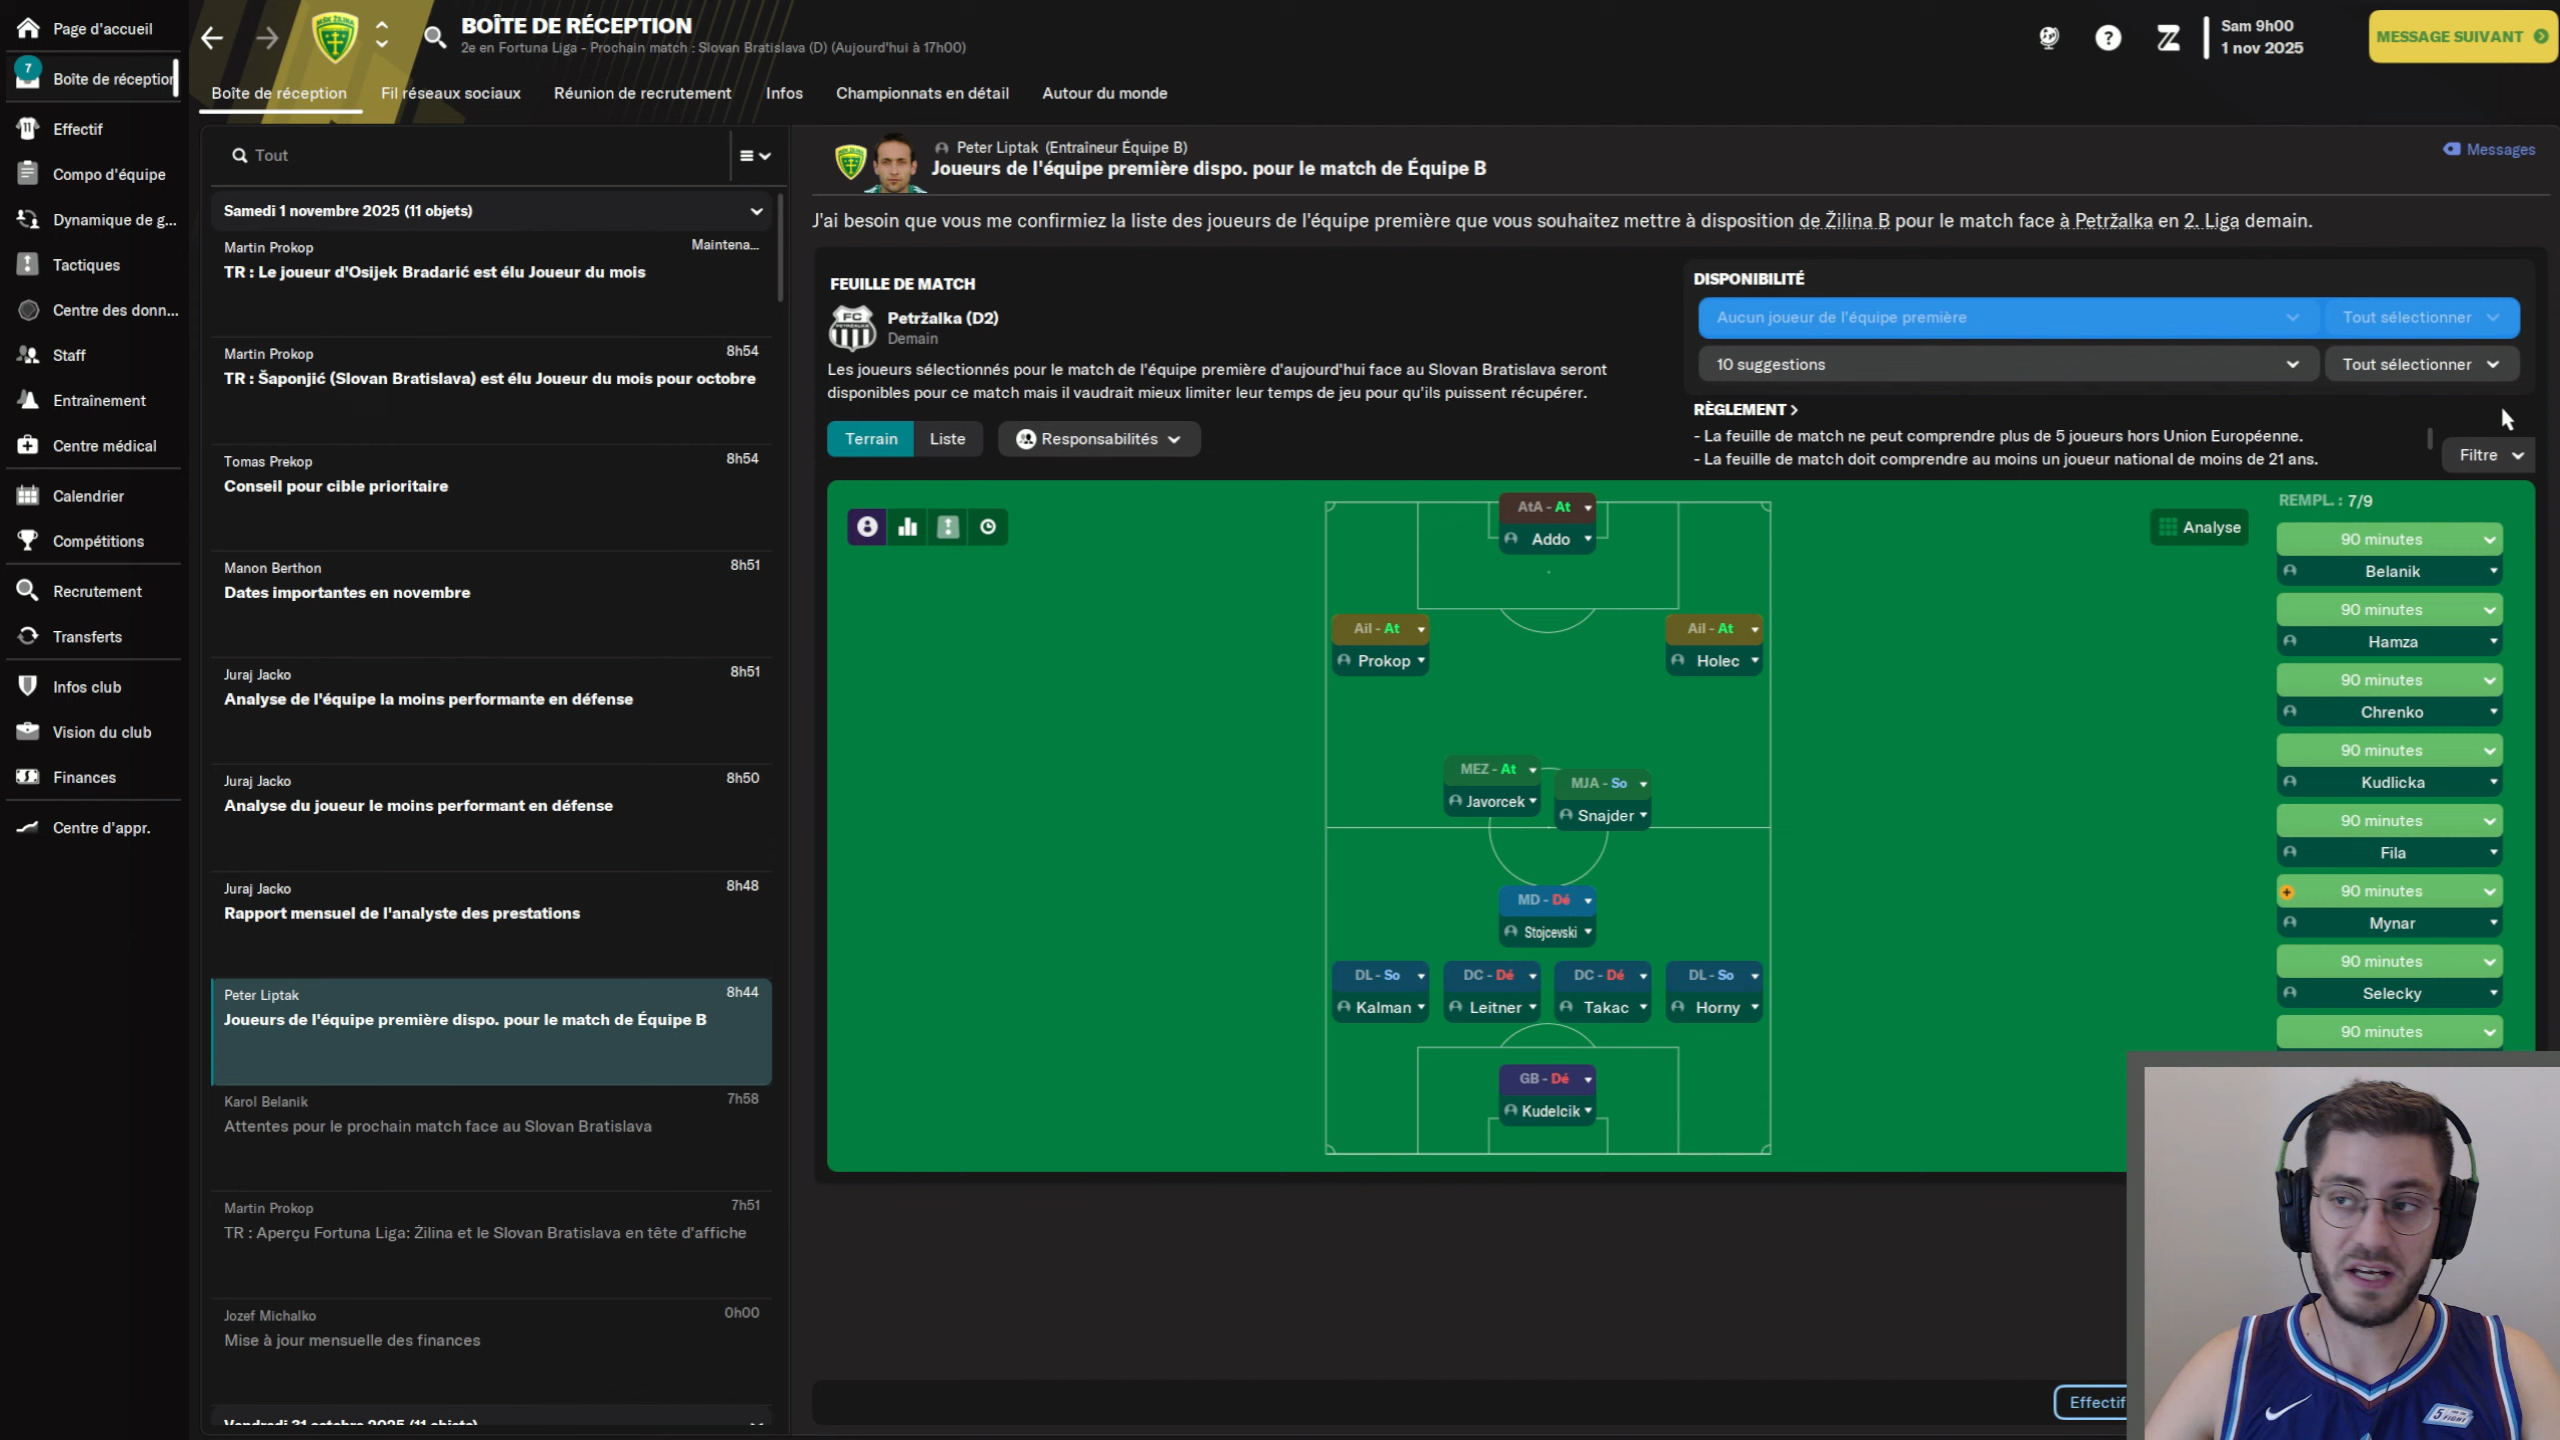 Page d'accueil
7
Boîte de réception
Effectif
Compo d'équipe
Dynamique de g...
Tactiques
Centre des donn...
Staff
Entraînement
Centre médical
Calendrier
Compétitions
Recrutement
Transferts
Infos club
Vision du club
Finances
Centre d'appr.
BOÎTE DE RÉCEPTION
2e en Fortuna Liga - Prochain match : Slovan Bratislava (D) (Aujourd'hui à 17h00)
Sam 9h00
1 nov 2025
MESSAGE SUIVANT
Boîte de réception
Fil réseaux sociaux
Réunion de recrutement
Infos
Championnats en détail
Autour du monde
Tout
Samedi 1 novembre 2025 (11 objets)
Martin Prokop
Maintena...
TR : Le joueur d'Osijek Bradarić est élu Joueur du mois
Martin Prokop
8h54
TR : Šaponjić (Slovan Bratislava) est élu Joueur du mois pour octobre
Tomas Prekop
8h54
Conseil pour cible prioritaire
Manon Berthon
8h51
Dates importantes en novembre
Juraj Jacko
8h51
Analyse de l'équipe la moins performante en défense
Juraj Jacko
8h50
Analyse du joueur le moins performant en défense
Juraj Jacko
8h48
Rapport mensuel de l'analyste des prestations
Peter Liptak
8h44
Joueurs de l'équipe première dispo. pour le match de Équipe B
Karol Belanik
7h58
Attentes pour le prochain match face au Slovan Bratislava
Martin Prokop
7h51
TR : Aperçu Fortuna Liga: Žilina et le Slovan Bratislava en tête d'affiche
Jozef Michalko
0h00
Mise à jour mensuelle des finances
Vendredi 31 octobre 2025 (11 objets)
Peter Liptak (Entraîneur Équipe B)
Joueurs de l'équipe première dispo. pour le match de Équipe B
Messages
J'ai besoin que vous me confirmiez la liste des joueurs de l'équipe première que vous souhaitez mettre à disposition de Žilina B pour le match face à Petržalka en 2. Liga demain.
FEUILLE DE MATCH
Petržalka (D2)
Demain
Les joueurs sélectionnés pour le match de l'équipe première d'aujourd'hui face au Slovan Bratislava seront
disponibles pour ce match mais il vaudrait mieux limiter leur temps de jeu pour qu'ils puissent récupérer.
Terrain
Liste
Responsabilités
DISPONIBILITÉ
Aucun joueur de l'équipe première
Tout sélectionner
10 suggestions
Tout sélectionner
RÈGLEMENT >
- La feuille de match ne peut comprendre plus de 5 joueurs hors Union Européenne.
- La feuille de match doit comprendre au moins un joueur national de moins de 21 ans.
Filtre
Analyse
AtA - At
Addo
Ail - At
Prokop
Ail - At
Holec
MEZ - At
Javorcek
MJA - So
Snajder
MD - Dé
Stojcevski
DL - So
Kalman
DC - Dé
Leitner
DC - Dé
Takac
DL - So
Horny
GB - Dé
Kudelcik
REMPL. : 7/9
90 minutes
Belanik
90 minutes
Hamza
90 minutes
Chrenko
90 minutes
Kudlicka
90 minutes
Fila
90 minutes
Mynar
90 minutes
Selecky
90 minutes
Effectif